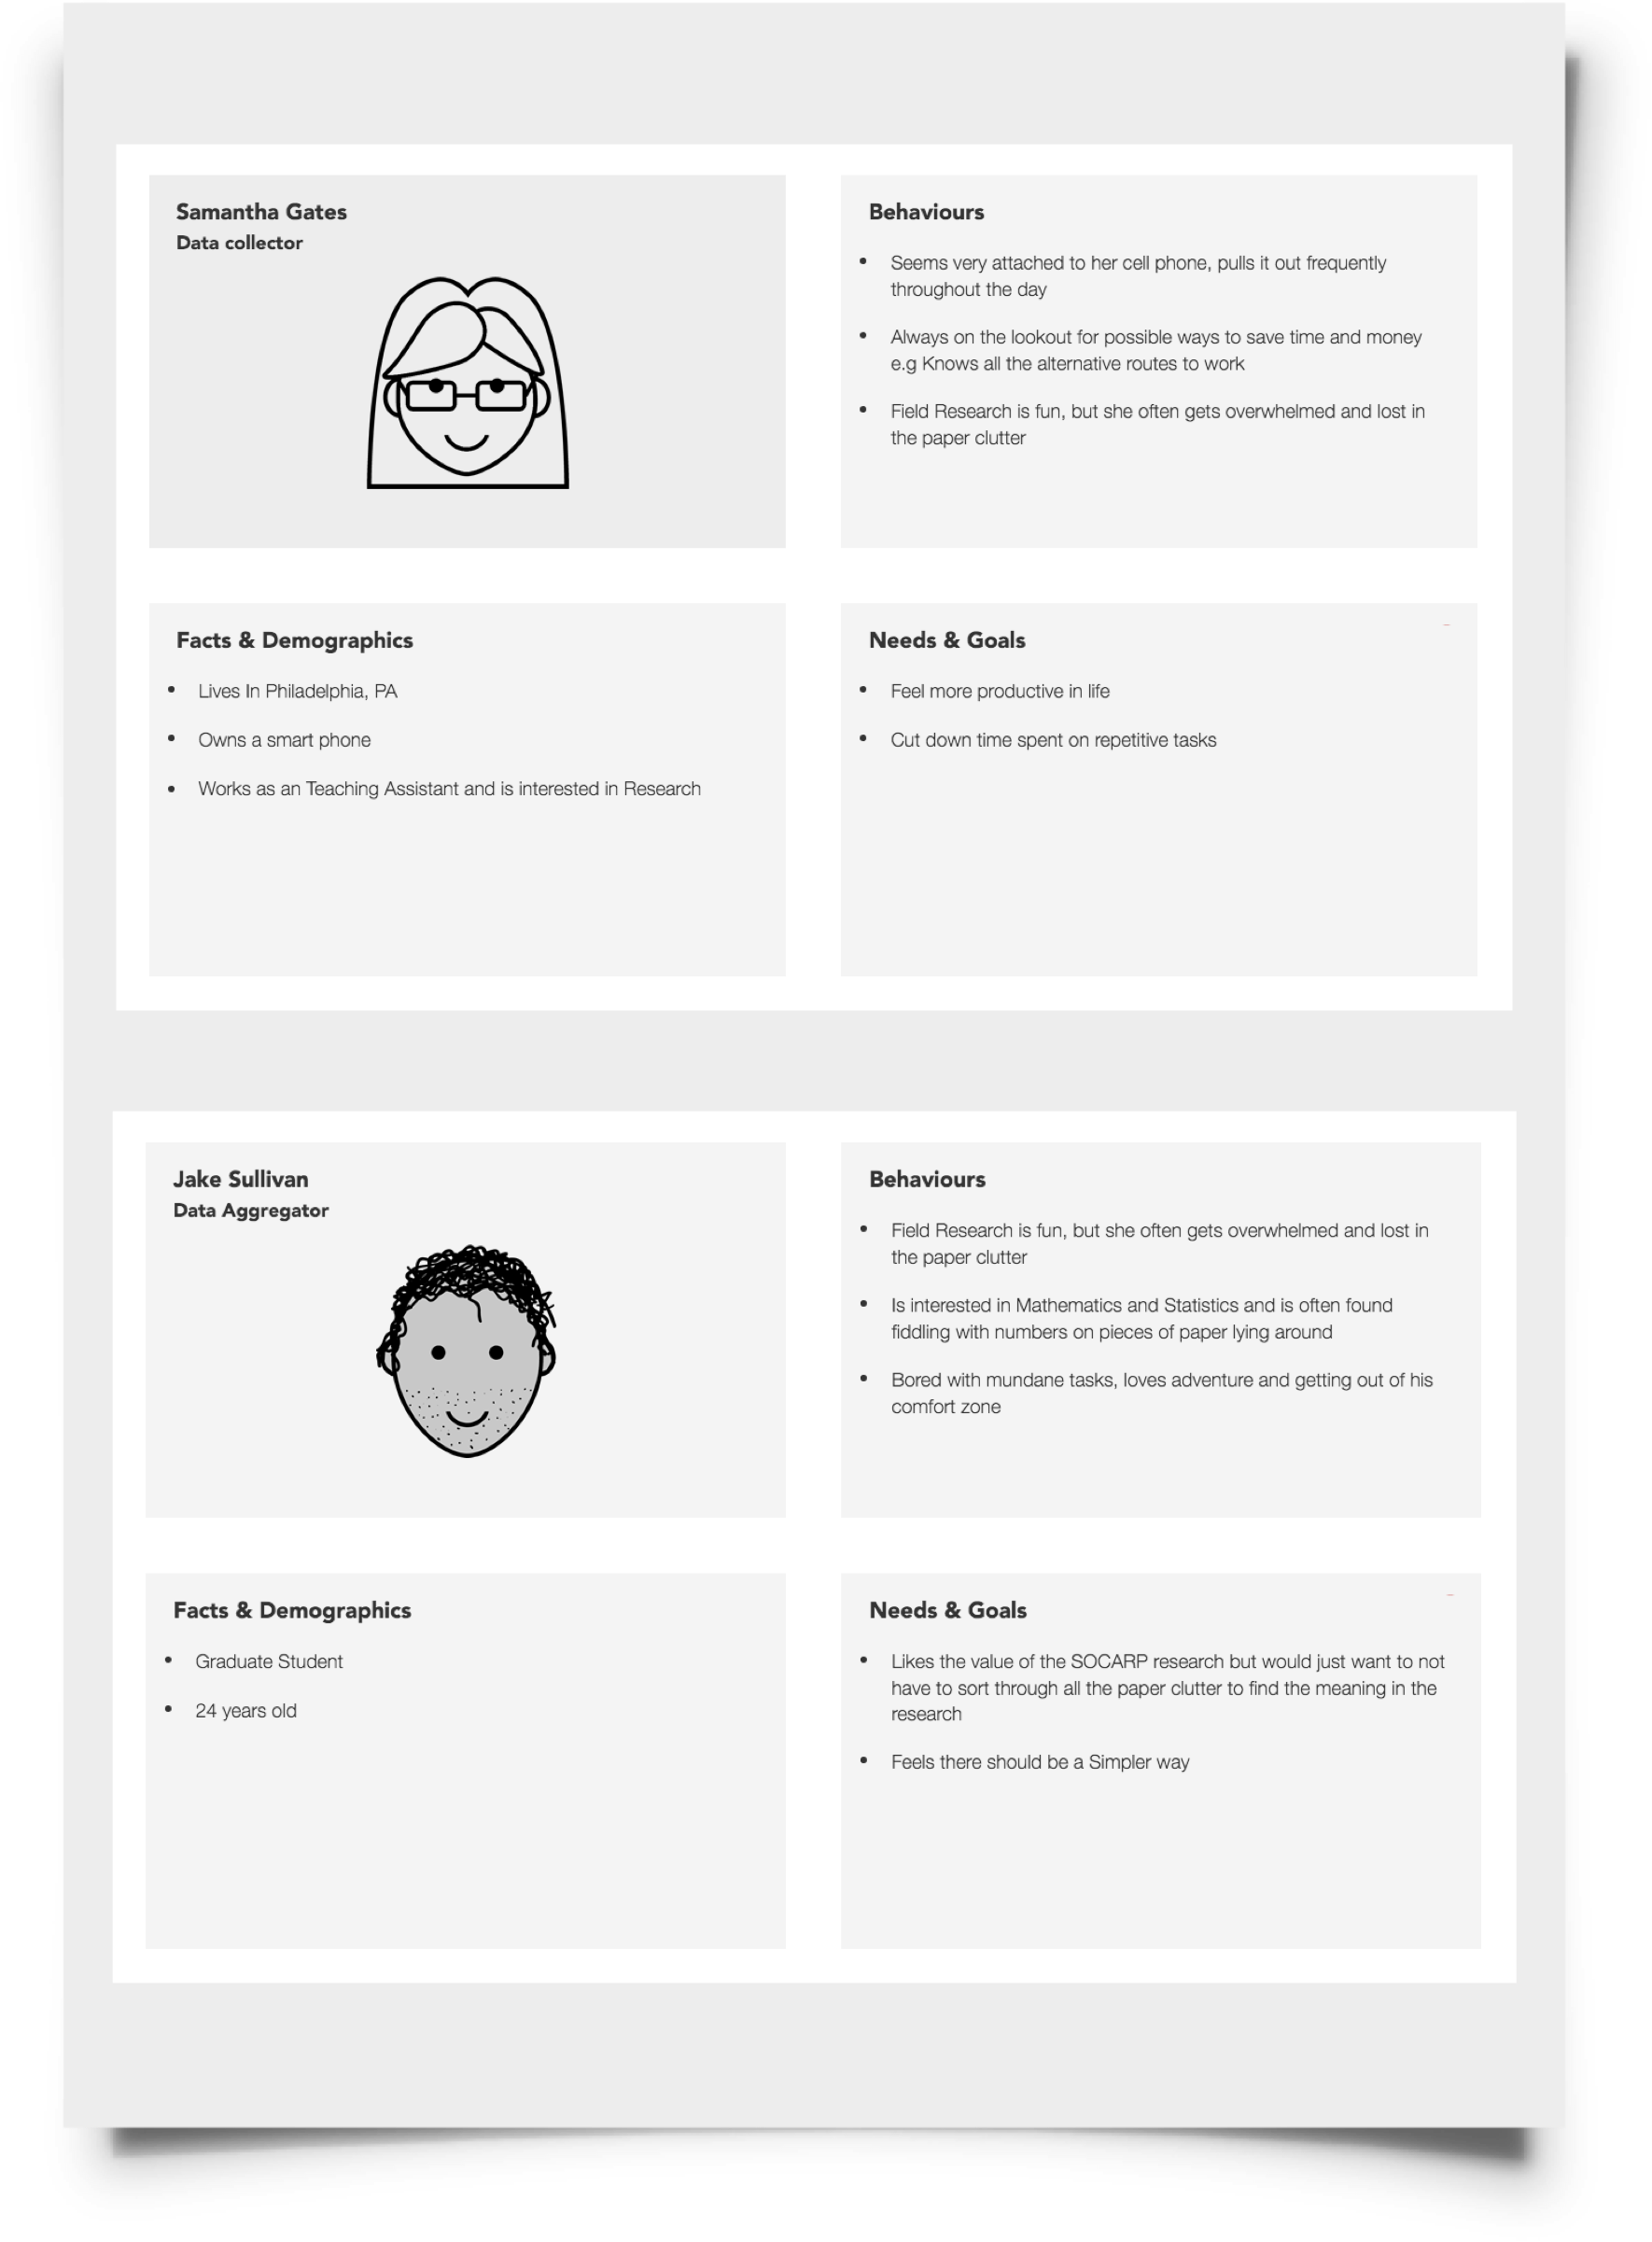 Samantha Gates
Data collector
Behaviours
• Seems very attached to her cell phone, pulls it out frequently
throughout the day
• Always on the lookout for possible ways to save time and money
e.g Knows all the alternative routes to work
• Field Research is fun, but she often gets overwhelmed and lost in
the paper clutter
Facts & Demographics
• Lives In Philadelphia, PA
• Owns a smart phone
• Works as an Teaching Assistant and is interested in Research
Needs & Goals
• Feel more productive in life
• Cut down time spent on repetitive tasks
Jake Sullivan
Data Aggregator
Behaviours
• Field Research is fun, but she often gets overwhelmed and lost in
the paper clutter
• Is interested in Mathematics and Statistics and is often found
fiddling with numbers on pieces of paper lying around
• Bored with mundane tasks, loves adventure and getting out of his
comfort zone
Facts & Demographics
• Graduate Student
• 24 years old
Needs & Goals
• Likes the value of the SOCARP research but would just want to not
have to sort through all the paper clutter to find the meaning in the
research
• Feels there should be a Simpler way